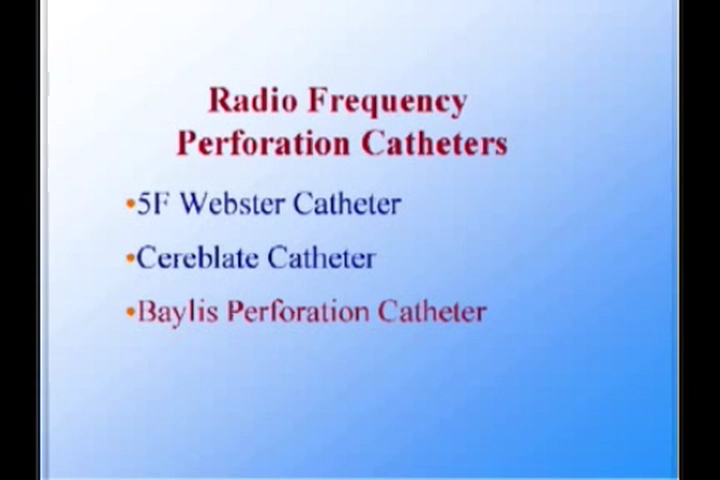 Radio Frequency
Perforation Catheters
•5F Webster Catheter
•Cereblate Catheter
•Baylis Perforation Catheter